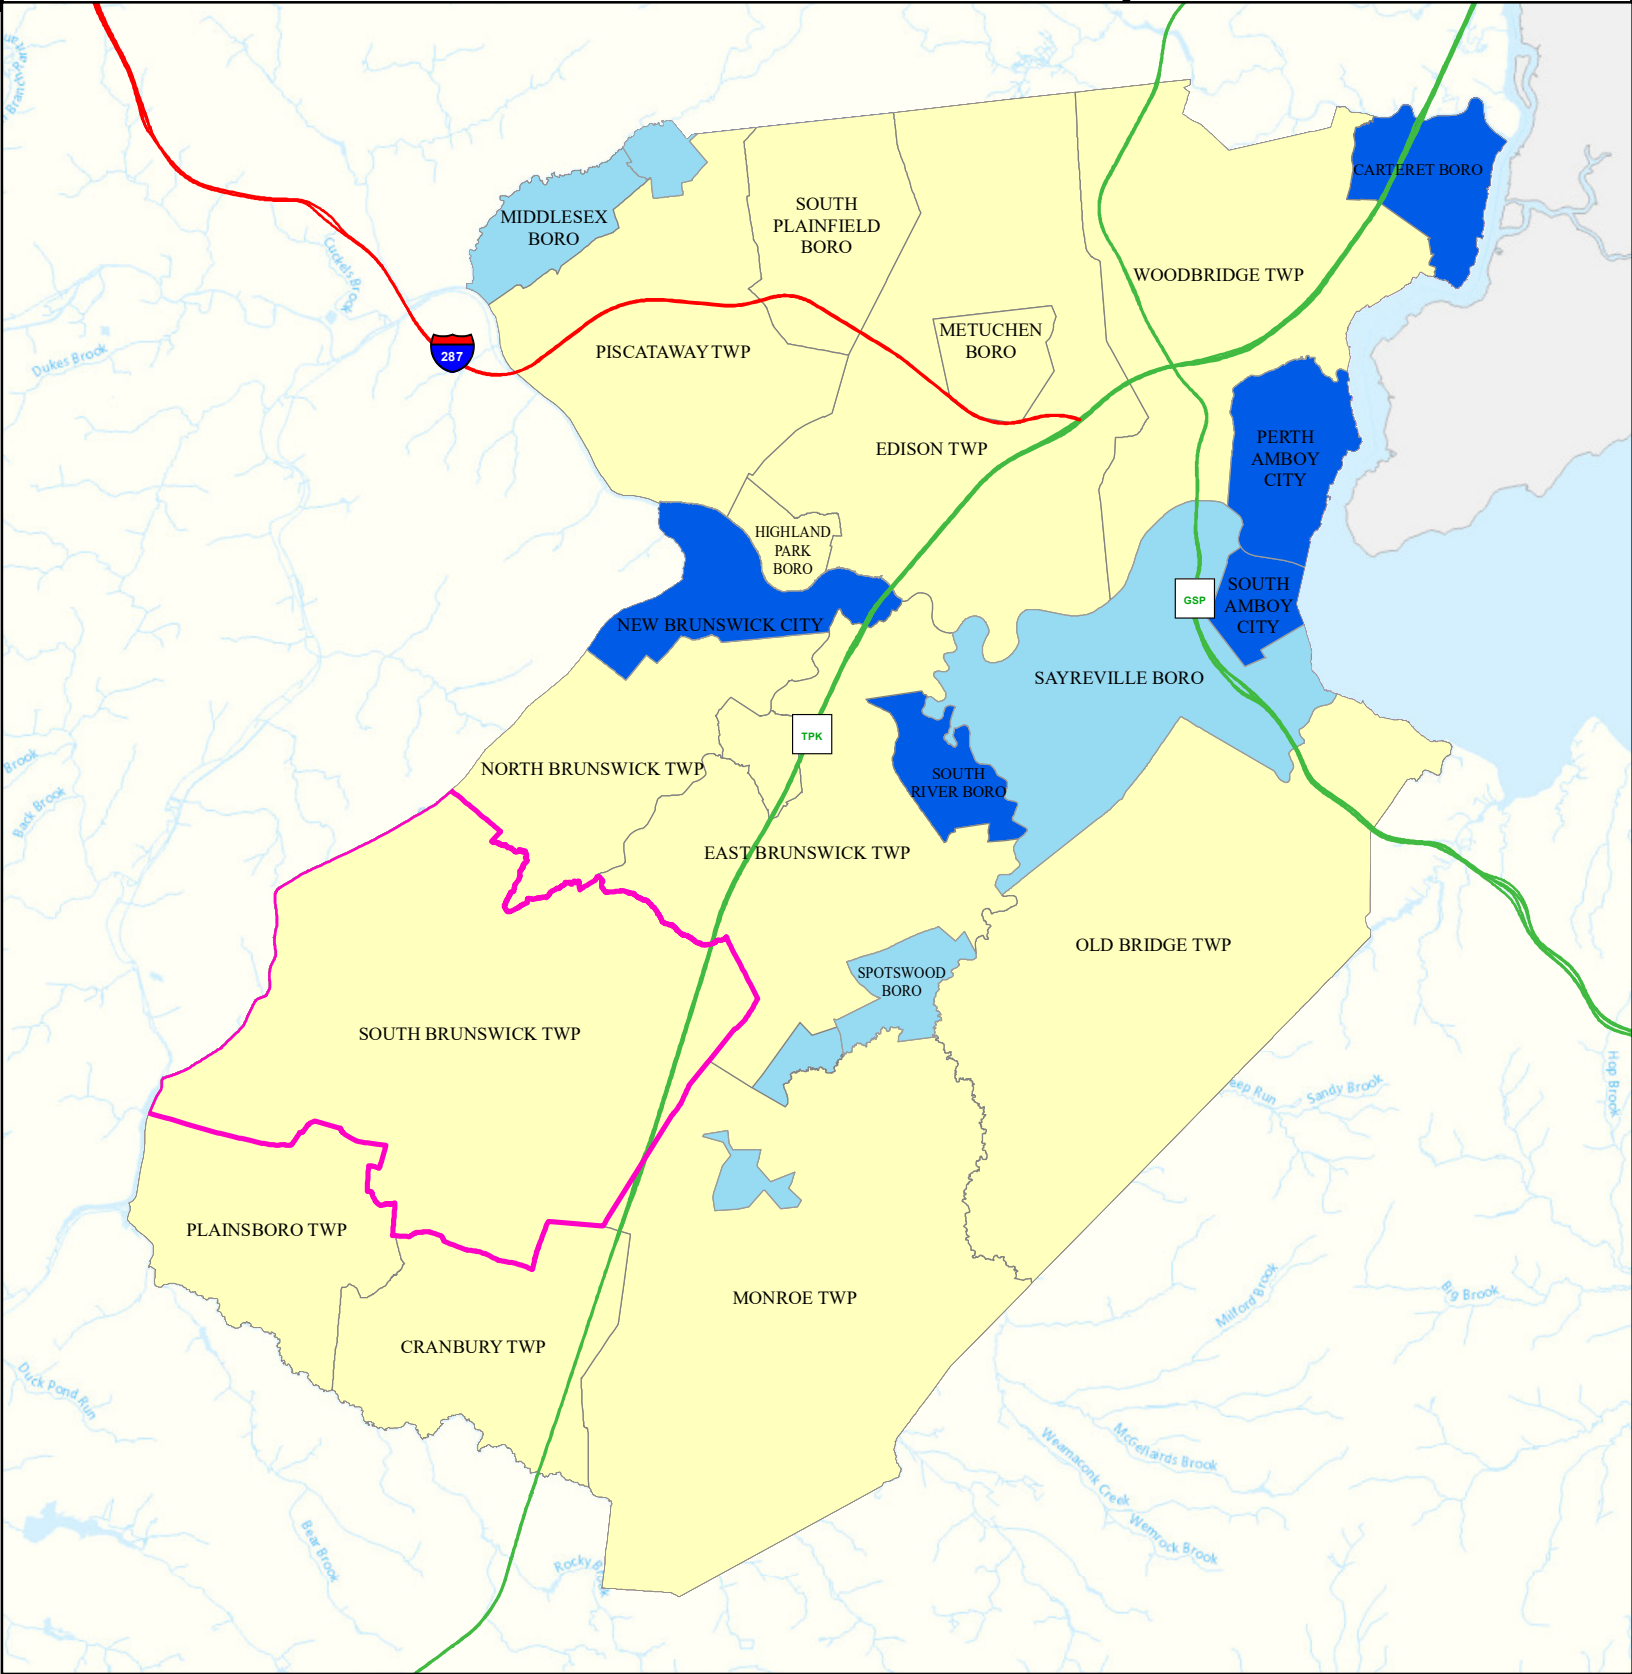 CARTERET BORO
MIDDLESEX
BORO
SOUTH
PLAINFIELD
BORO
WOODBRIDGE TWP
Cuckels Brook
METUCHEN
BORO
287
PISCATAWAY TWP
Dukes Brook
EDISON TWP
PERTH
AMBOY
CITY
HIGHLAND
PARK
BORO
GSP
SOUTH
AMBOY
CITY
NEW BRUNSWICK CITY
SAYREVILLE BORO
TPK
Brook
NORTH BRUNSWICK TWP
SOUTH
RIVER BORO
Back Brook
EAST BRUNSWICK TWP
OLD BRIDGE TWP
SPOTSWOOD
BORO
SOUTH BRUNSWICK TWP
Hop Brook
eep Run
Sandy Brook
PLAINSBORO TWP
MONROE TWP
Milford Brook
Big Brook
CRANBURY TWP
Duck Pond Run
McGellairds Brook
Weamaconk Creek
Wemrock Brook
Bear Brook
Rocky Brook